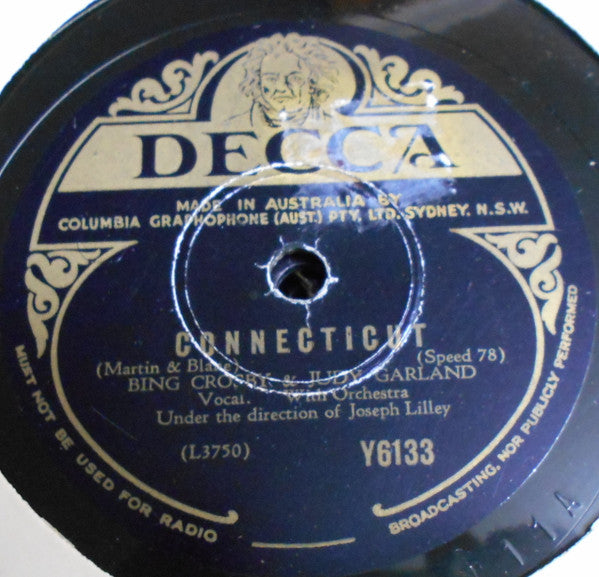 DECCA
MADE IN AUSTRALIA BY
COLUMBIA GRAPHOPHONE (AUST.) PTY. LTD. SYDNEY. N.S.W.
CONNECTICUT
(Martin & Blane) (Speed 78)
BING CROSBY & JUDY GARLAND
Vocal. With Orchestra
Under the direction of Joseph Lilley
(L3750) Y6133
MUST NOT BE USED FOR RADIO
BROADCASTING, NOR PUBLICLY PERFORMED
11A